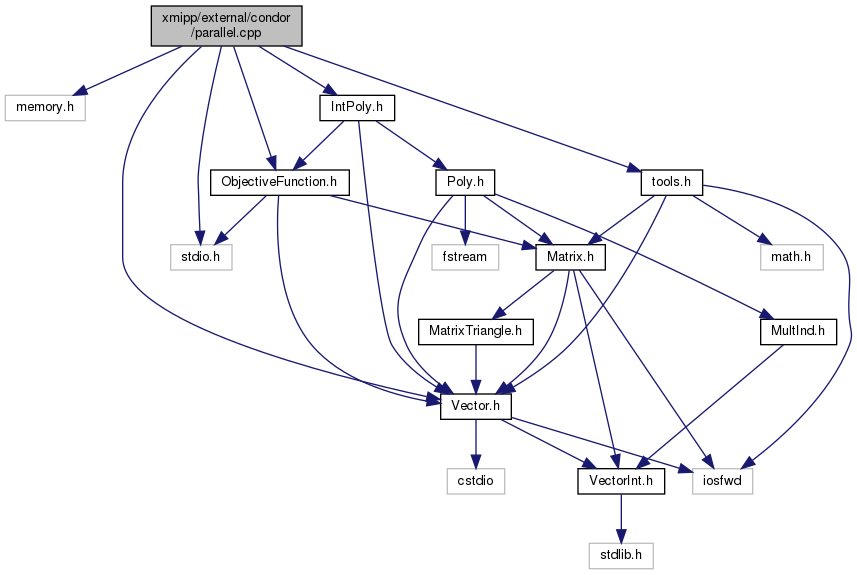 xmipp/external/condor
/parallel.cpp
memory.h
IntPoly.h
ObjectiveFunction.h
Poly.h
tools.h
stdio.h
fstream
Matrix.h
math.h
MatrixTriangle.h
MultInd.h
Vector.h
cstdio
VectorInt.h
iosfwd
stdlib.h